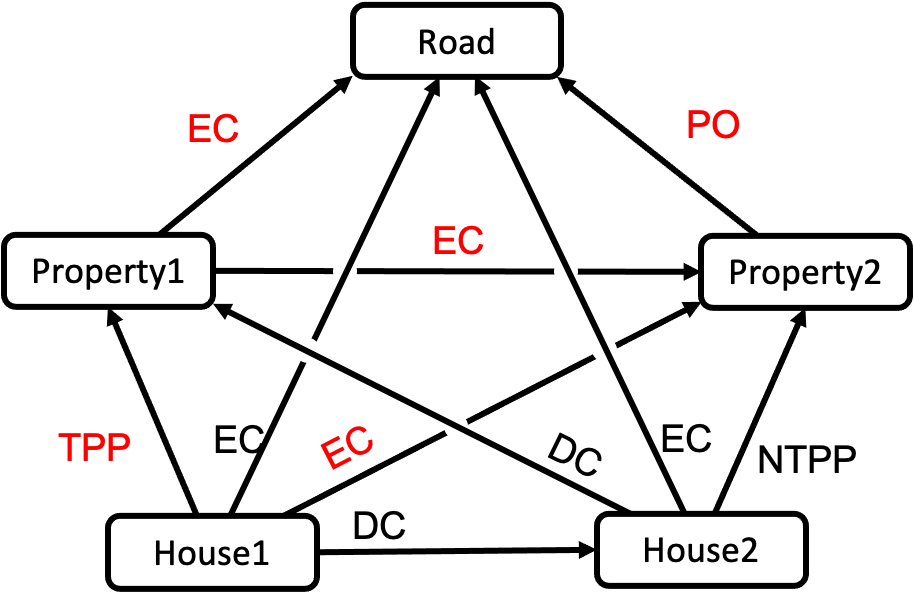 Road
EC
PO
EC
Property1
Property2
TPP
EC
EC
DC
EC
NTPP
DC
House1
House2